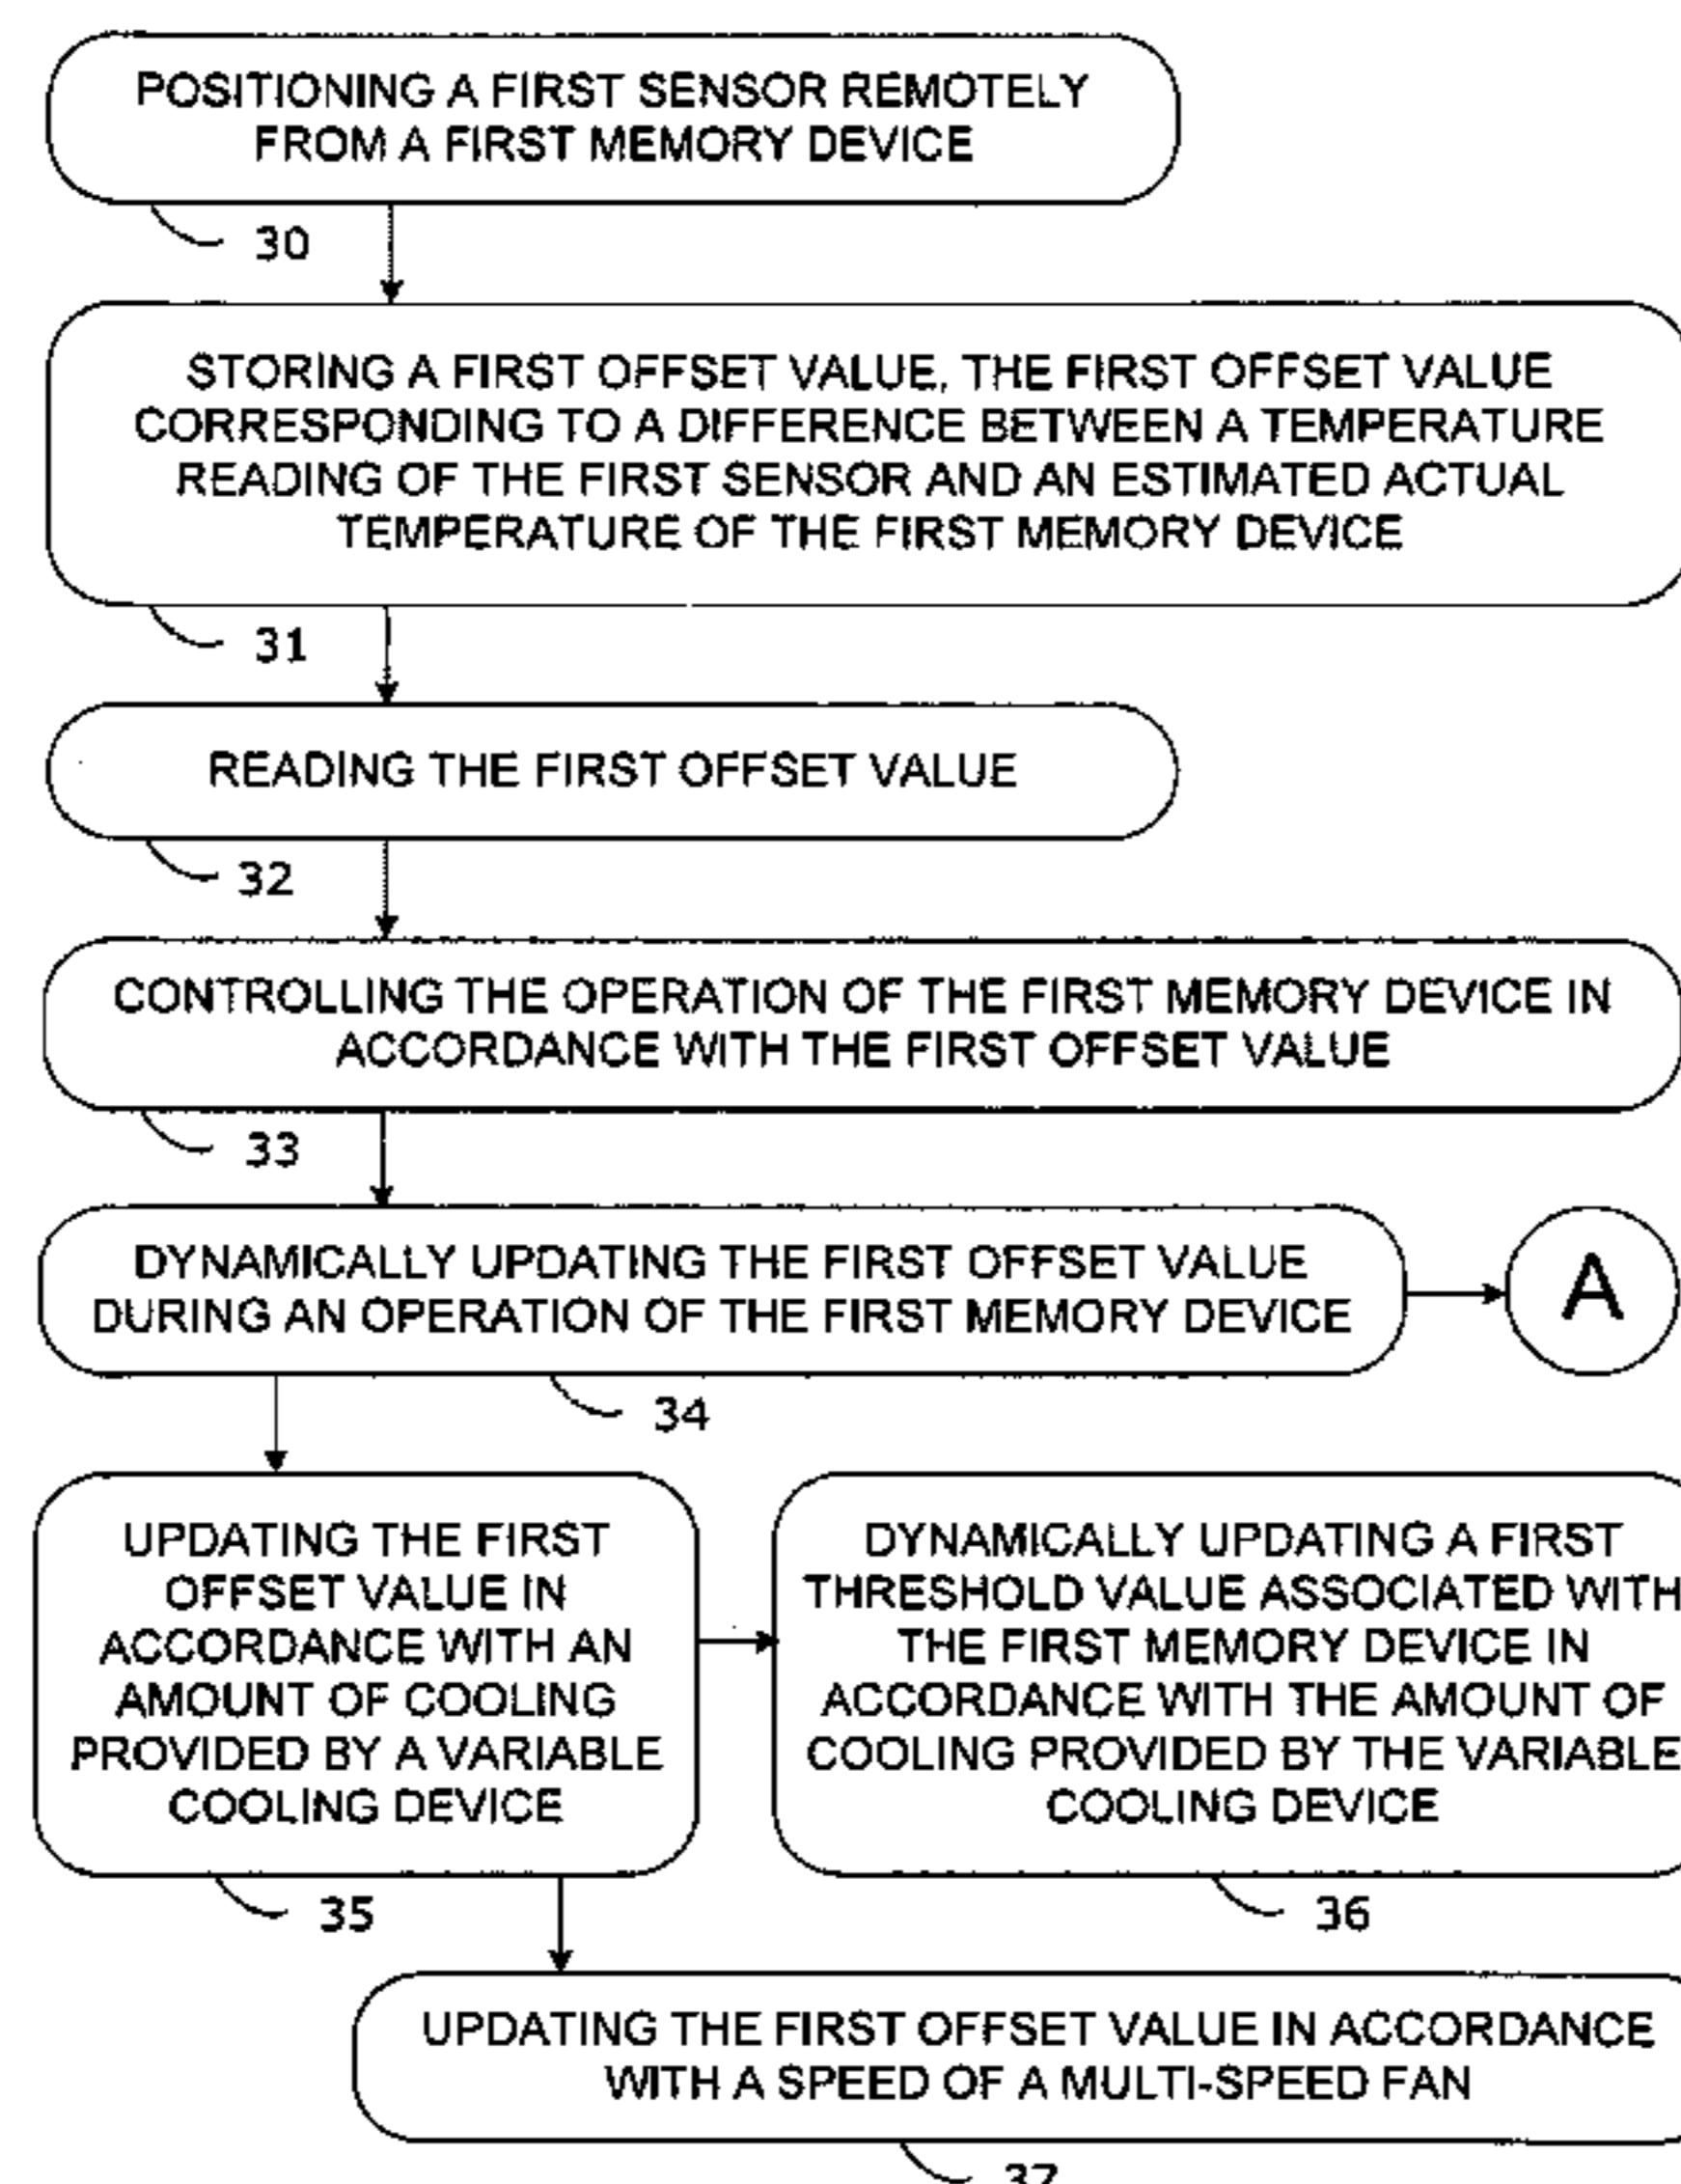 POSITIONING A FIRST SENSOR REMOTELY
FROM A FIRST MEMORY DEVICE
30
STORING A FIRST OFFSET VALUE, THE FIRST OFFSET VALUE
CORRESPONDING TO A DIFFERENCE BETWEEN A TEMPERATURE
READING OF THE FIRST SENSOR AND AN ESTIMATED ACTUAL
TEMPERATURE OF THE FIRST MEMORY DEVICE
31
READING THE FIRST OFFSET VALUE
32
CONTROLLING THE OPERATION OF THE FIRST MEMORY DEVICE IN
ACCORDANCE WITH THE FIRST OFFSET VALUE
33
DYNAMICALLY UPDATING THE FIRST OFFSET VALUE
DURING AN OPERATION OF THE FIRST MEMORY DEVICE
A
34
UPDATING THE FIRST
OFFSET VALUE IN
ACCORDANCE WITH AN
AMOUNT OF COOLING
PROVIDED BY A VARIABLE
COOLING DEVICE
35
DYNAMICALLY UPDATING A FIRST
THRESHOLD VALUE ASSOCIATED WITH
THE FIRST MEMORY DEVICE IN
ACCORDANCE WITH THE AMOUNT OF
COOLING PROVIDED BY THE VARIABLE
COOLING DEVICE
36
UPDATING THE FIRST OFFSET VALUE IN ACCORDANCE
WITH A SPEED OF A MULTI-SPEED FAN
37